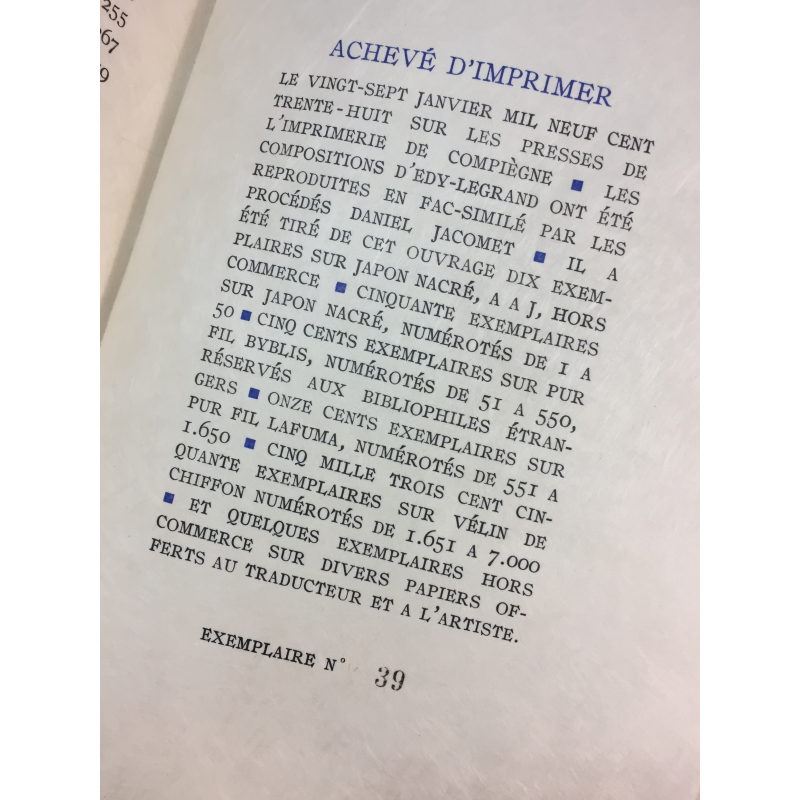 255
67
9
ACHEVÉ D'IMPRIMER
LE VINGT-SEPT JANVIER MIL NEUF CENT
TRENTE-HUIT SUR LES PRESSES DE
L'IMPRIMERIE DE COMPIÈGNE ■ LES
COMPOSITIONS D'EDY-LEGRAND ONT ÉTÉ
REPRODUITES EN FAC-SIMILÉ PAR LES
PROCÉDÉS DANIEL JACOMET ■ IL A
ÉTÉ TIRÉ DE CET OUVRAGE DIX EXEM-
PLAIRES SUR JAPON NACRÉ, A A J, HORS
COMMERCE ■ CINQUANTE EXEMPLAIRES
SUR JAPON NACRÉ, NUMÉROTÉS DE 1 A
50 ■ CINQ CENTS EXEMPLAIRES SUR PUR
FIL BYBLIS, NUMÉROTÉS DE 51 A 550,
RÉSERVÉS AUX BIBLIOPHILES ÉTRAN-
GERS ■ ONZE CENTS EXEMPLAIRES SUR
PUR FIL LAFUMA, NUMÉROTÉS DE 551 A
1.650 ■ CINQ MILLE TROIS CENT CIN-
QUANTE EXEMPLAIRES SUR VÉLIN DE
CHIFFON NUMÉROTÉS DE 1.651 A 7.000
■ ET QUELQUES EXEMPLAIRES HORS
COMMERCE SUR DIVERS PAPIERS OF-
FERTS AU TRADUCTEUR ET A L'ARTISTE.
EXEMPLAIRE N° 39